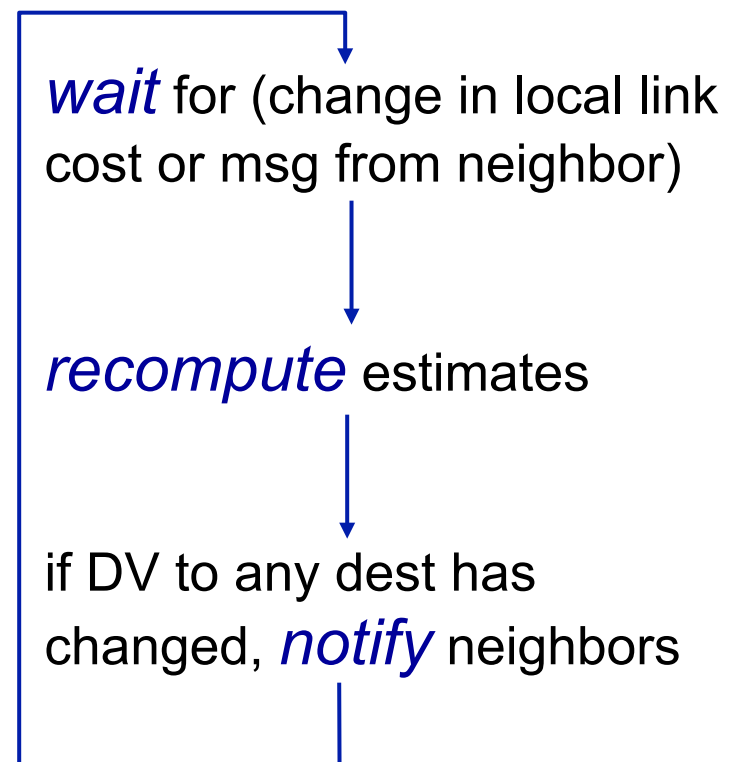 wait for (change in local link
cost or msg from neighbor)
recompute estimates
if DV to any dest has
changed, notify neighbors